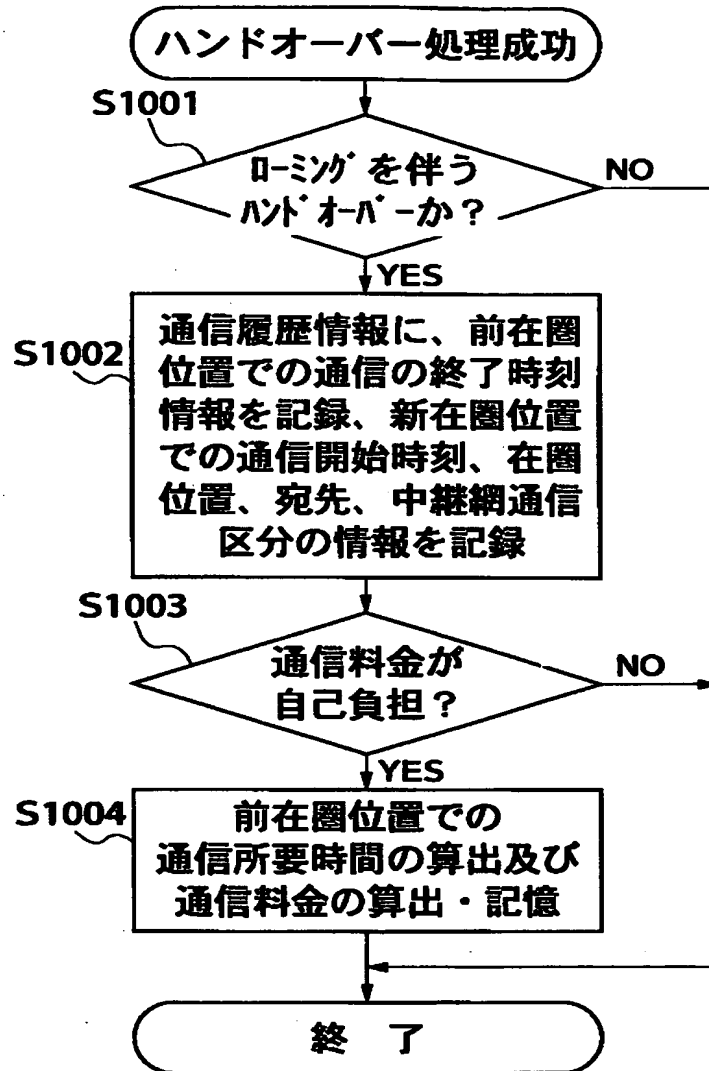 ハンドオーバー処理成功
S1001
ﾛｰﾐﾝｸﾞを伴う
ﾊﾝﾄﾞｵｰﾊﾞｰか？
NO
YES
S1002
通信履歴情報に、前在圏
位置での通信の終了時刻
情報を記録、新在圏位置
での通信開始時刻、在圏
位置、宛先、中継網通信
区分の情報を記録
S1003
通信料金が
自己負担？
NO
YES
S1004
前在圏位置での
通信所要時間の算出及び
通信料金の算出・記憶
終 了